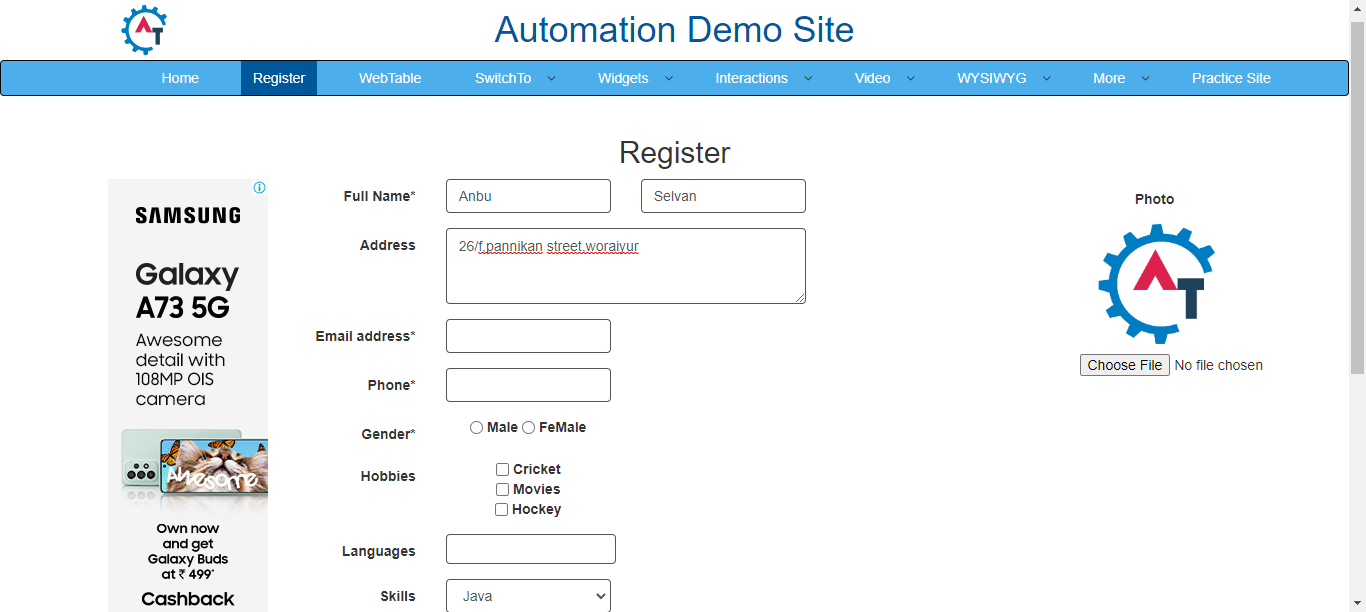 Automation Demo Site
Home Register WebTable SwitchTo Widgets Interactions Video WYSIWYG More Practice Site
Register
SAMSUNG
Galaxy
A73 5G
Awesome
detail with
108MP OIS
camera
Awesome
Own now
and get
Galaxy Buds
at ₹ 499*
Cashback
Full Name* Anbu Selvan
Address 26/f,pannikan street,woraiyur
Email address*
Phone*
Gender* Male FeMale
Hobbies Cricket
Movies
Hockey
Languages
Skills Java
Photo
AT
Choose File No file chosen